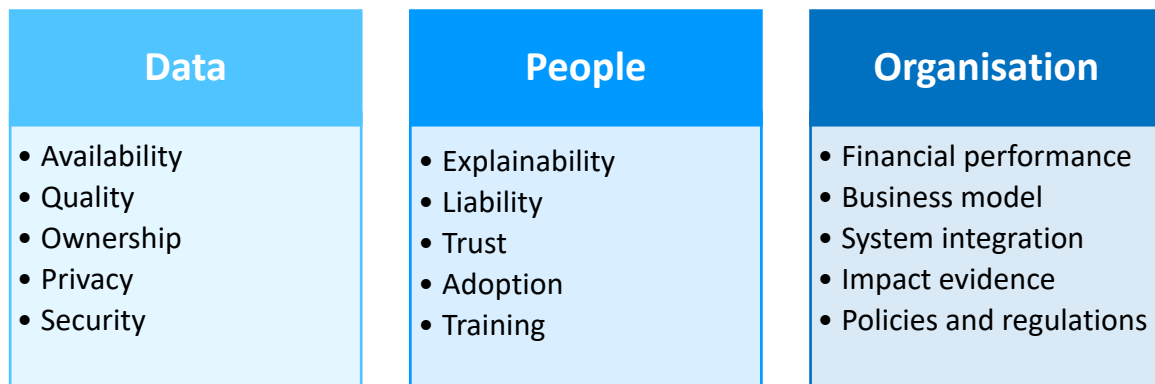 Data
• Availability
• Quality
• Ownership
• Privacy
• Security
People
• Explainability
• Liability
• Trust
• Adoption
• Training
Organisation
• Financial performance
• Business model
• System integration
• Impact evidence
• Policies and regulations